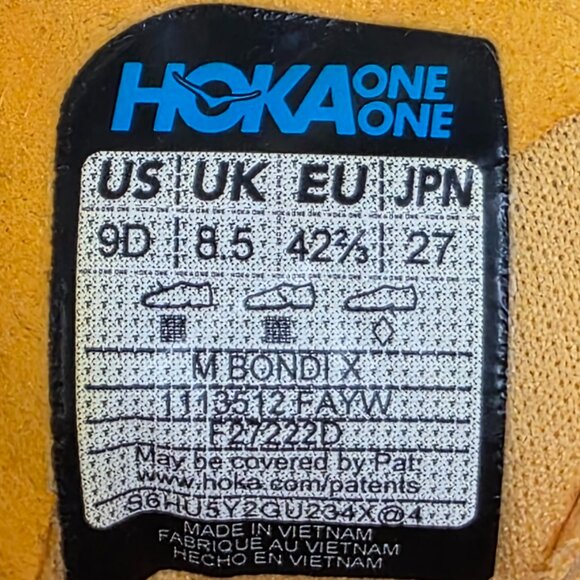 HOKA ONE ONE
US UK EU JPN
9D 8.5 42⅔ 27
M BONDI X
1113512 FAYW
F27222D
May be covered by Pat:
www.hoka.com/patents
S6HU5Y2GU234X@4
MADE IN VIETNAM
FABRIQUE AU VIETNAM
HECHO EN VIETNAM